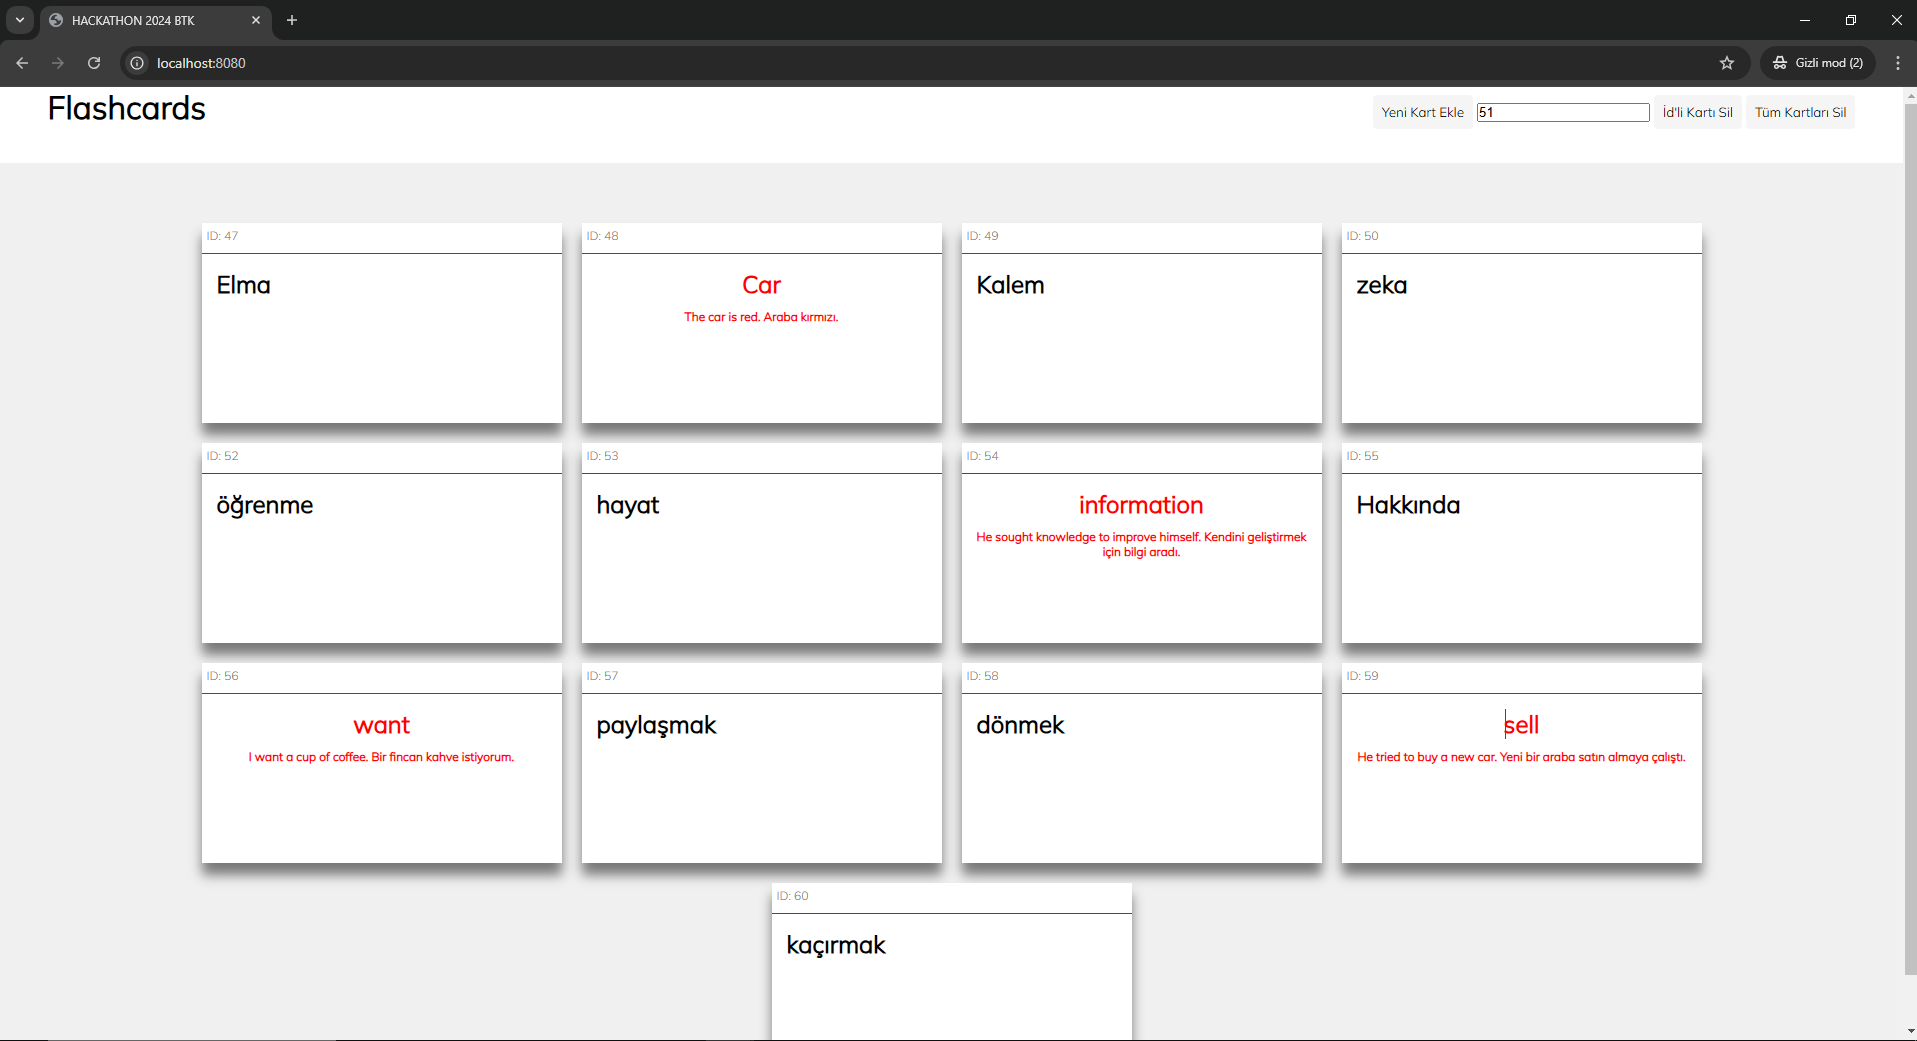 HACKATHON 2024 BTK
localhost:8080
Gizli mod (2)
Flashcards
Yeni Kart Ekle
51
İd'li Kartı Sil
Tüm Kartları Sil
ID: 47
Elma
ID: 48
Car
The car is red. Araba kırmızı.
ID: 49
Kalem
ID: 50
zeka
ID: 52
öğrenme
ID: 53
hayat
ID: 54
information
He sought knowledge to improve himself. Kendini geliştirmek
için bilgi aradı.
ID: 55
Hakkında
ID: 56
want
I want a cup of coffee. Bir fincan kahve istiyorum.
ID: 57
paylaşmak
ID: 58
dönmek
ID: 59
sell
He tried to buy a new car. Yeni bir araba satın almaya çalıştı.
ID: 60
kaçırmak